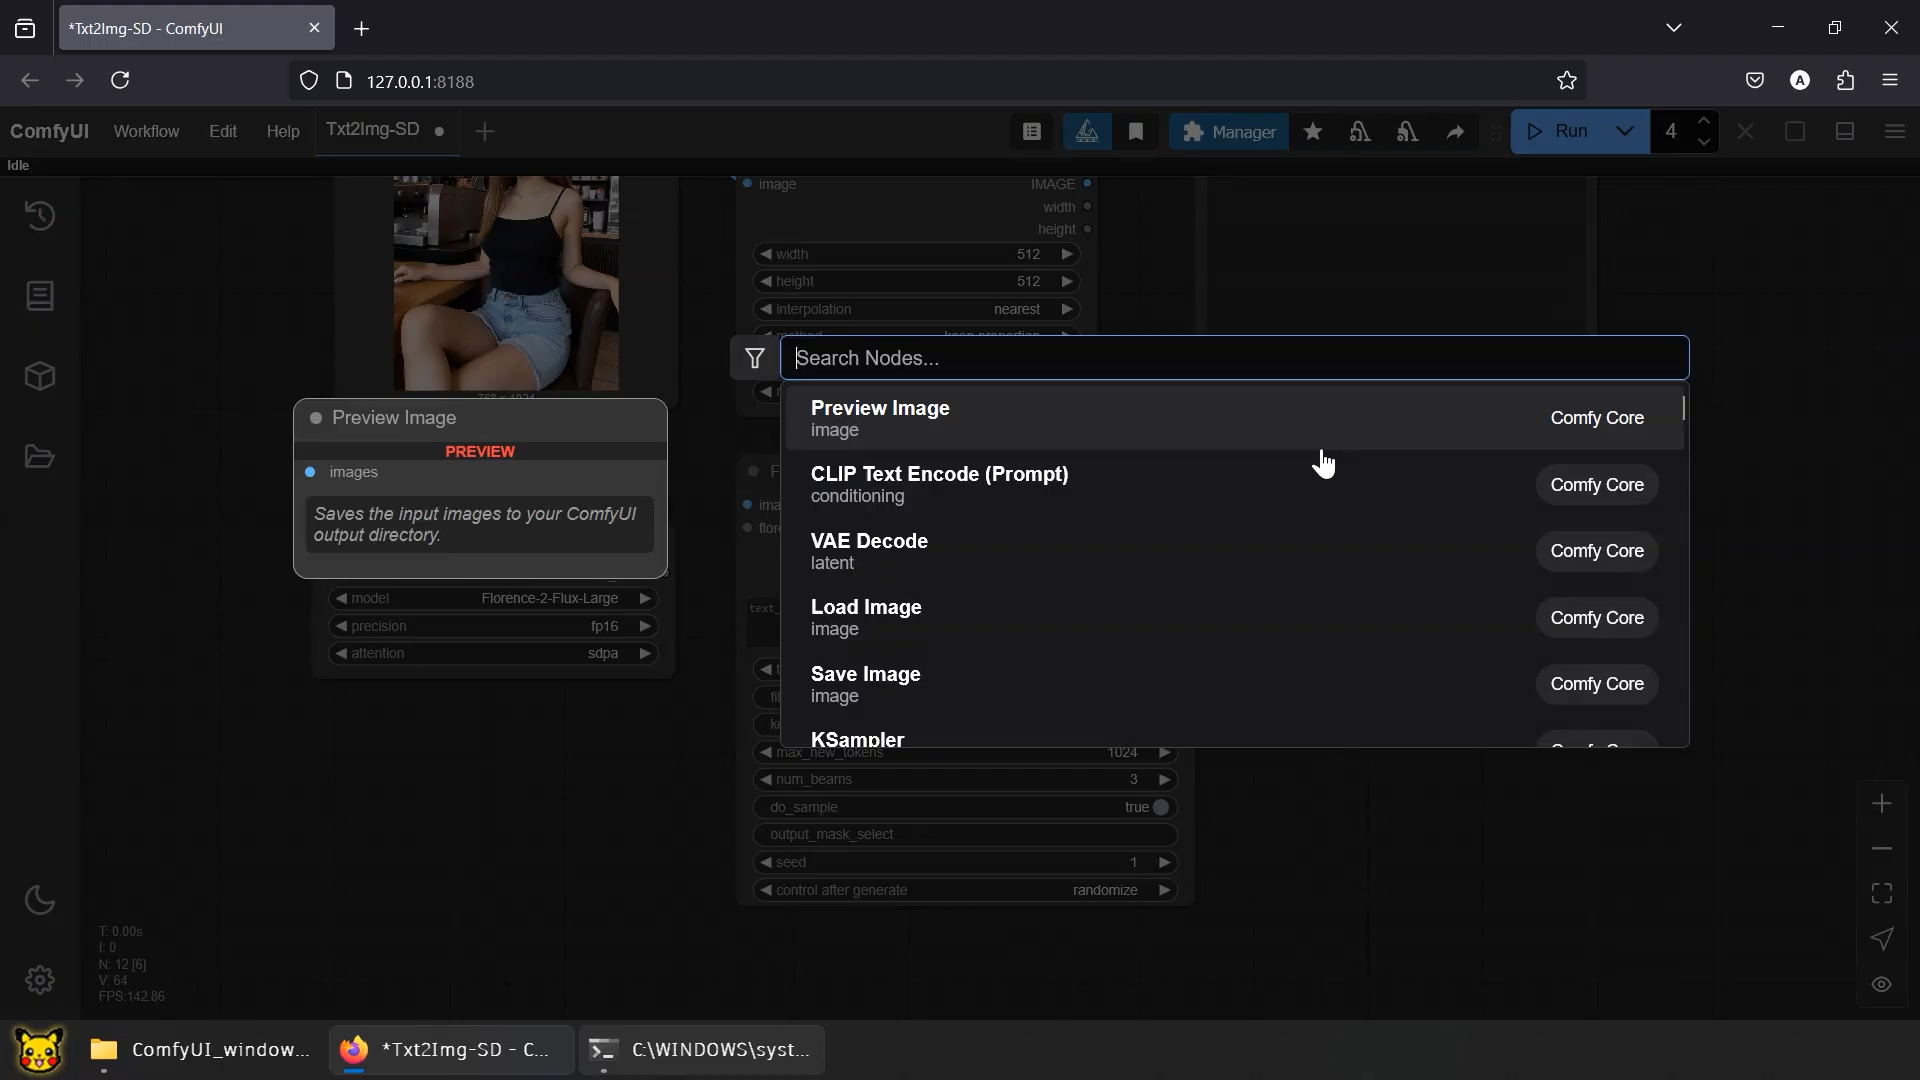 *Txt2Img-SD - ComfyUI
127.0.0.1:8188
A
ComfyUI Workflow Edit Help Txt2Img-SD
Manager Run 4
Idle
image IMAGE
width
height
width 512
height 512
interpolation nearest
Search Nodes...
Preview Image
image
Comfy Core
CLIP Text Encode (Prompt)
conditioning
Comfy Core
VAE Decode
latent
Comfy Core
Load Image
image
Comfy Core
Save Image
image
Comfy Core
KSampler
Preview Image
PREVIEW
images
Saves the input images to your ComfyUI
output directory.
model Florence-2-Flux-Large
precision fp16
attention sdpa
F
ima
flore
text_
max_new_tokens 1024
num_beams 3
do_sample true
output_mask_select
seed 1
control after generate randomize
T: 0.00s
I: 0
N: 12 [6]
V: 64
FPS:142.86
ComfyUI_window...
*Txt2Img-SD - C...
C:\WINDOWS\syst...